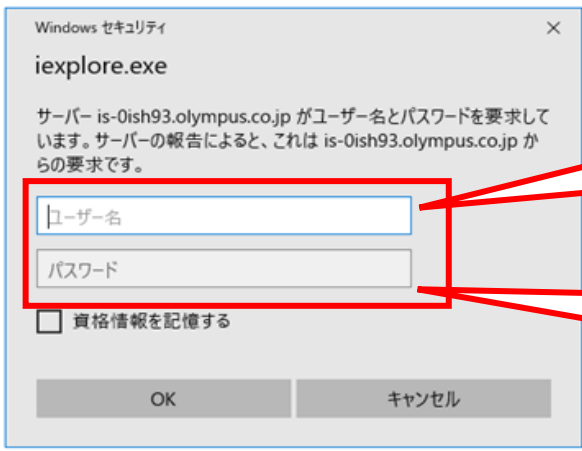 Windows セキュリティ
iexplore.exe
サーバー is-0ish93.olympus.co.jp がユーザー名とパスワードを要求して
います。サーバーの報告によると、これは is-0ish93.olympus.co.jp か
らの要求です。
ユーザー名
パスワード
資格情報を記憶する
OK キャンセル